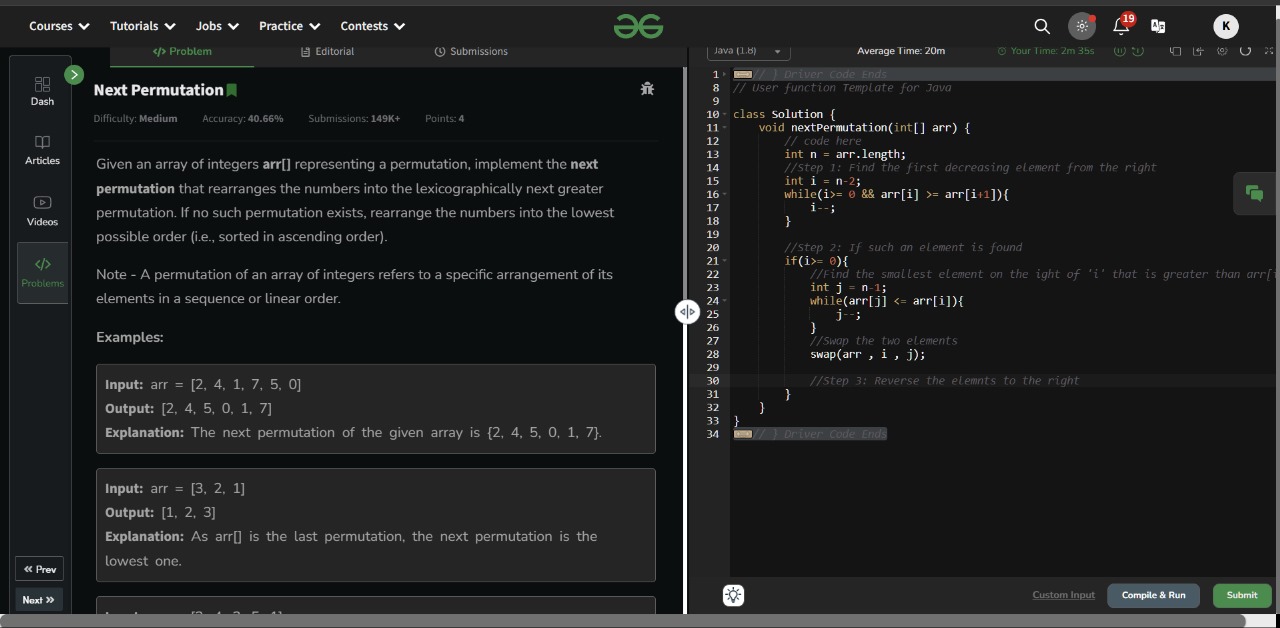 Courses Tutorials Jobs Practice Contests 19 K
Problem Editorial Submissions
Dash
Articles
Videos
Problems
Prev
Next
Next Permutation
Difficulty: Medium Accuracy: 40.66% Submissions: 149K+ Points: 4
Given an array of integers arr[] representing a permutation, implement the next
permutation that rearranges the numbers into the lexicographically next greater
permutation. If no such permutation exists, rearrange the numbers into the lowest
possible order (i.e., sorted in ascending order).
Note - A permutation of an array of integers refers to a specific arrangement of its
elements in a sequence or linear order.
Examples:
Input: arr = [2, 4, 1, 7, 5, 0]
Output: [2, 4, 5, 0, 1, 7]
Explanation: The next permutation of the given array is {2, 4, 5, 0, 1, 7}.
Input: arr = [3, 2, 1]
Output: [1, 2, 3]
Explanation: As arr[] is the last permutation, the next permutation is the
lowest one.
Java (1.8) Average Time: 20m Your Time: 2m 35s
1 // } Driver Code Ends
8 // User function Template for Java
9
10 class Solution {
11 void nextPermutation(int[] arr) {
12 // code here
13 int n = arr.length;
14 //Step 1: Find the first decreasing element from the right
15 int i = n-2;
16 while(i>= 0 && arr[i] >= arr[i+1]){
17 i--;
18 }
19
20 //Step 2: If such an element is found
21 if(i>= 0){
22 //Find the smallest element on the ight of 'i' that is greater than arr[i
23 int j = n-1;
24 while(arr[j] <= arr[i]){
25 j--;
26 }
27 //Swap the two elements
28 swap(arr , i , j);
29
30 //Step 3: Reverse the elemnts to the right
31 }
32 }
33 }
34 // } Driver Code Ends
Custom Input Compile & Run Submit